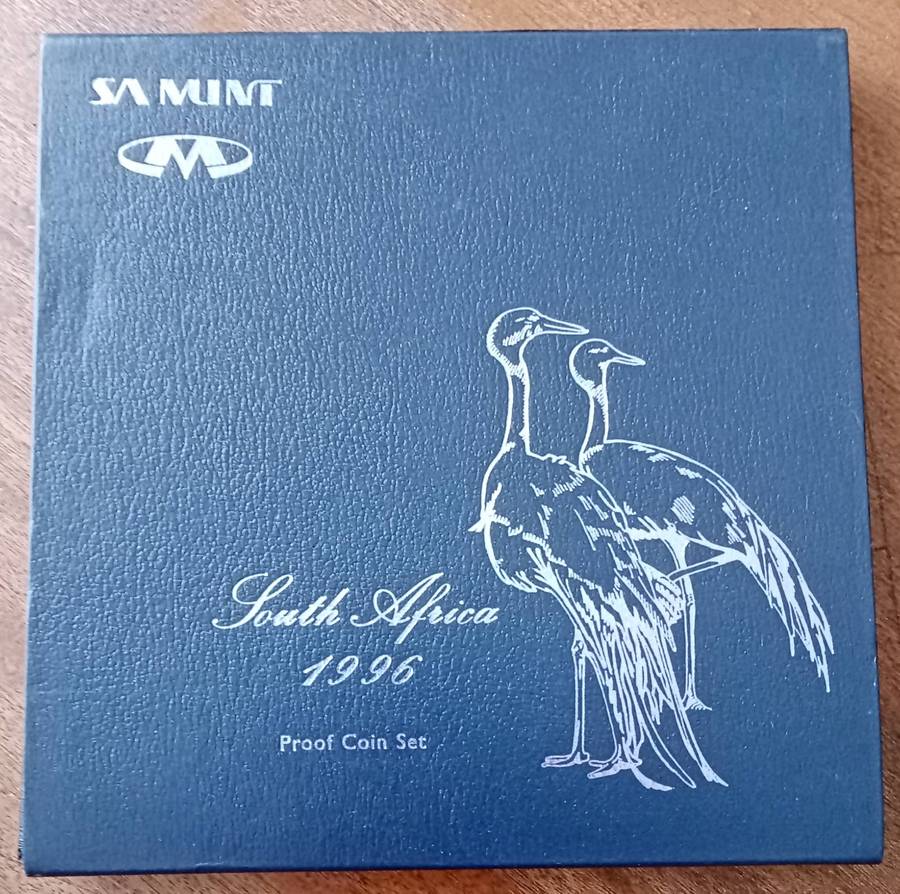 SA MINT
M
South Africa
1996
Proof Coin Set